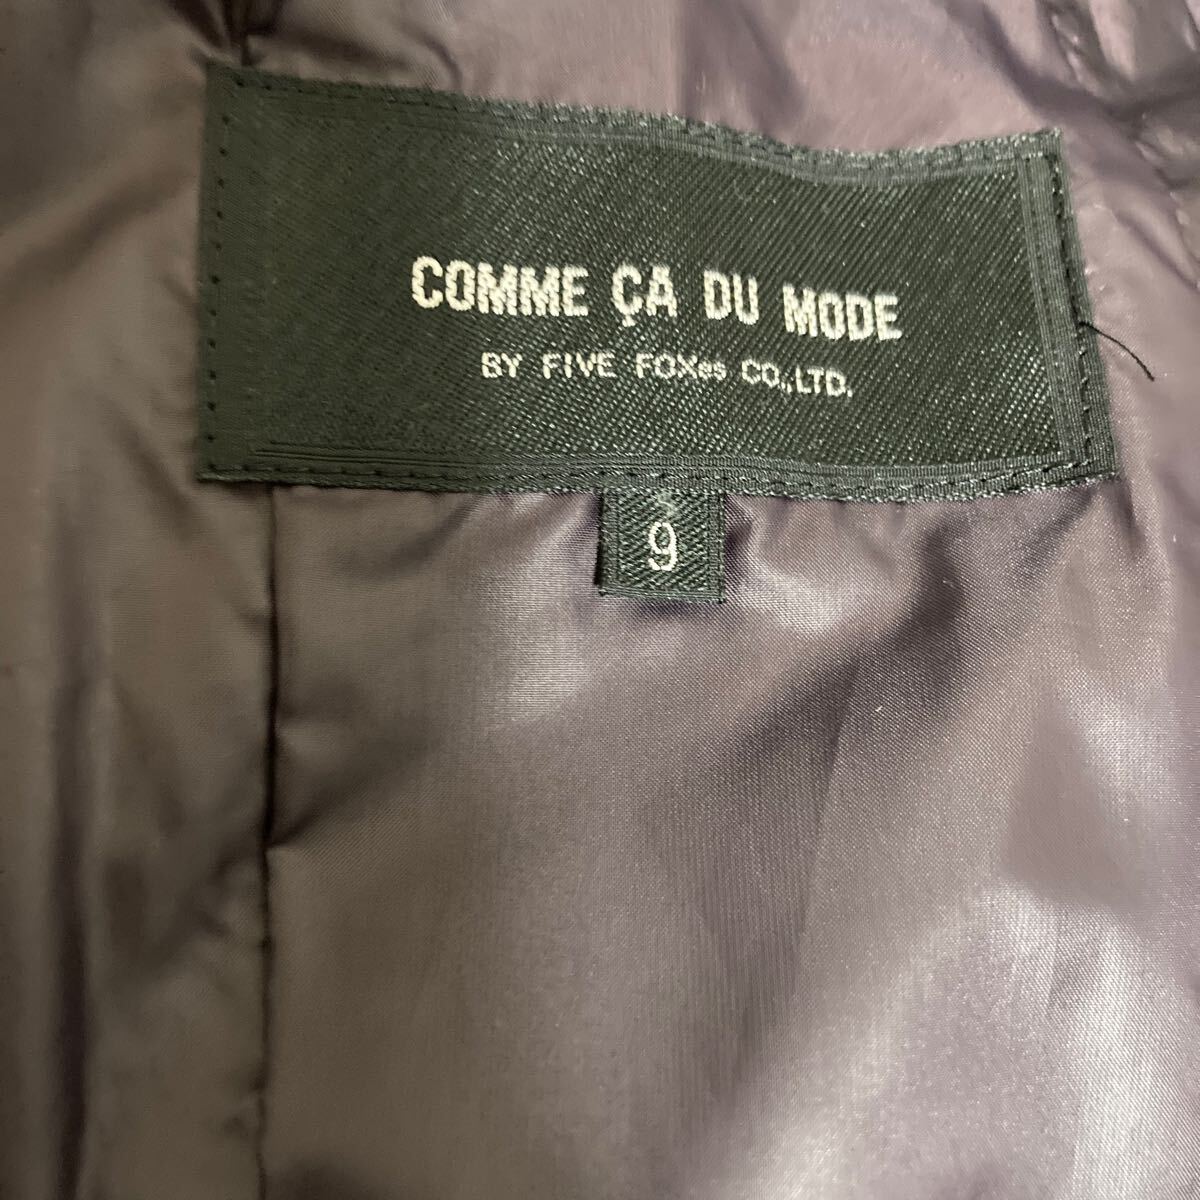 COMME ÇA DU MODE
BY FIVE FOXes CO.,LTD.
9